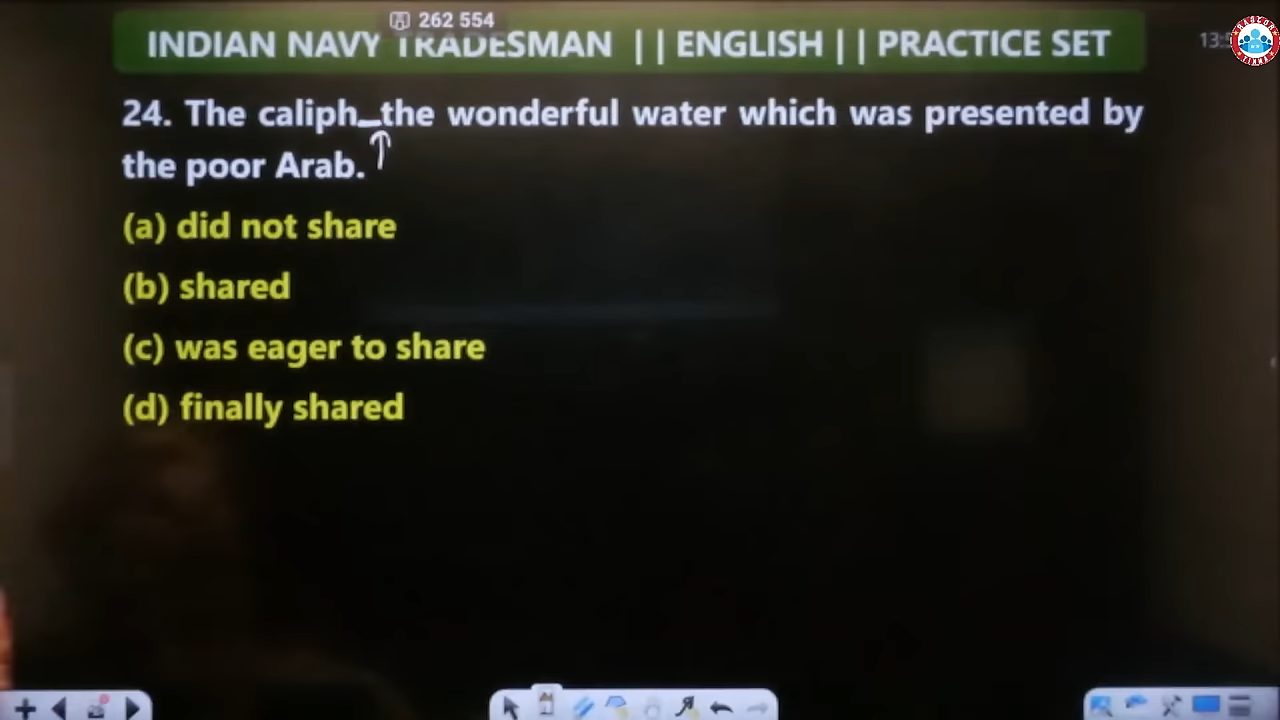 262 554
INDIAN NAVY TRADESMAN || ENGLISH || PRACTICE SET
24. The caliph_the wonderful water which was presented by
the poor Arab.
(a) did not share
(b) shared
(c) was eager to share
(d) finally shared